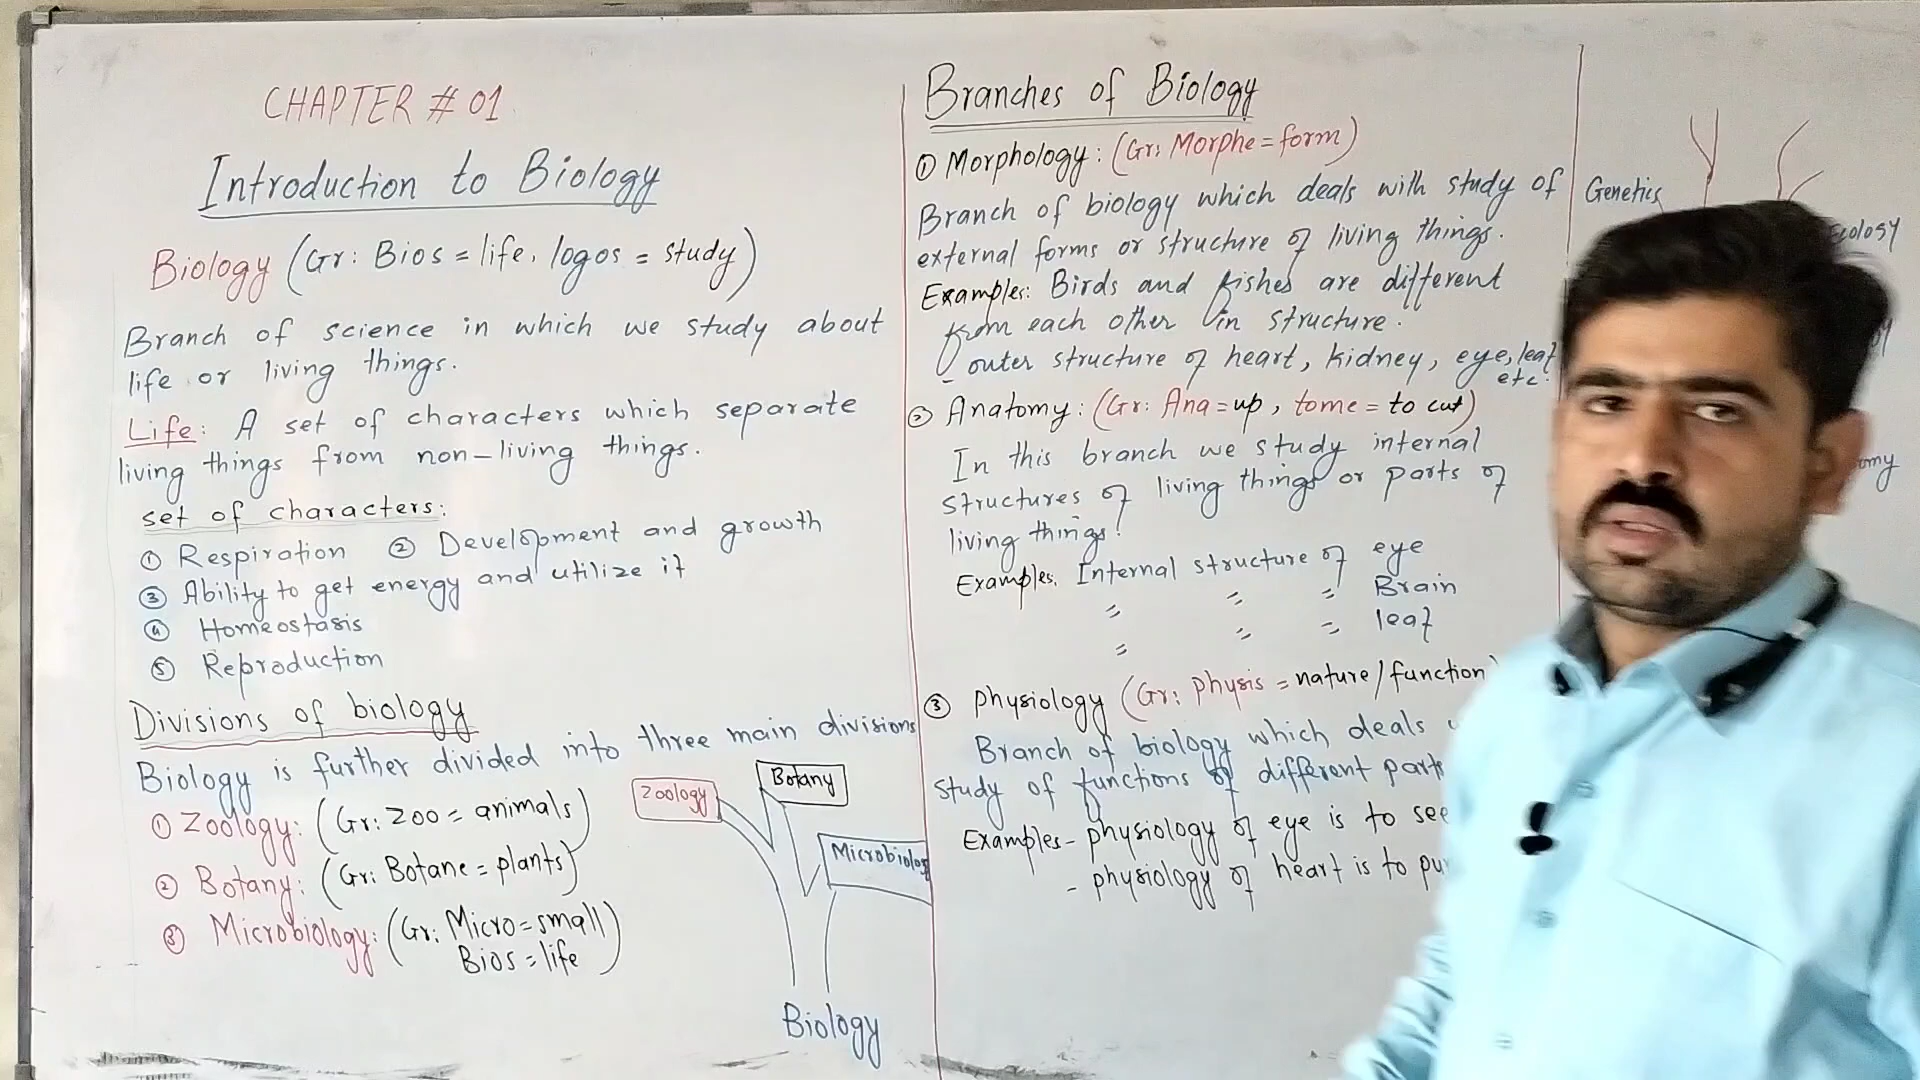 CHAPTER # 01
Introduction to Biology
Biology (Gr: Bios = life, logos = study)
Branch of science in which we study about
life or living things.
Life: A set of characters which separate
living things from non-living things.
set of characters:
① Respiration ② Development and growth
③ Ability to get energy and utilize it
④ Homeostasis
⑤ Reproduction
Divisions of biology
Biology is further divided into three main divisions
① Zoology: (Gr: Zoo = animals)
② Botany: (Gr: Botane = plants)
③ Microbiology: (Gr: Micro = small
Bios = life)
Zoology
Botany
Microbiology
Biology
Branches of Biology
① Morphology: (Gr: Morphe = form)
Branch of biology which deals with study of
external forms or structure of living things.
Examples: Birds and fishes are different
from each other in structure.
- outer structure of heart, kidney, eye, leaf
etc.
② Anatomy: (Gr: Ana = up, tome = to cut)
In this branch we study internal
structures of living things or parts of
living things!
Examples. Internal structure of eye
〃 〃 〃 Brain
〃 〃 〃 leaf
③ Physiology (Gr: physis = nature/function)
Branch of biology which deals
study of functions of different parts
Examples - physiology of eye is to see
- physiology of heart is to
Genetics
Ecology